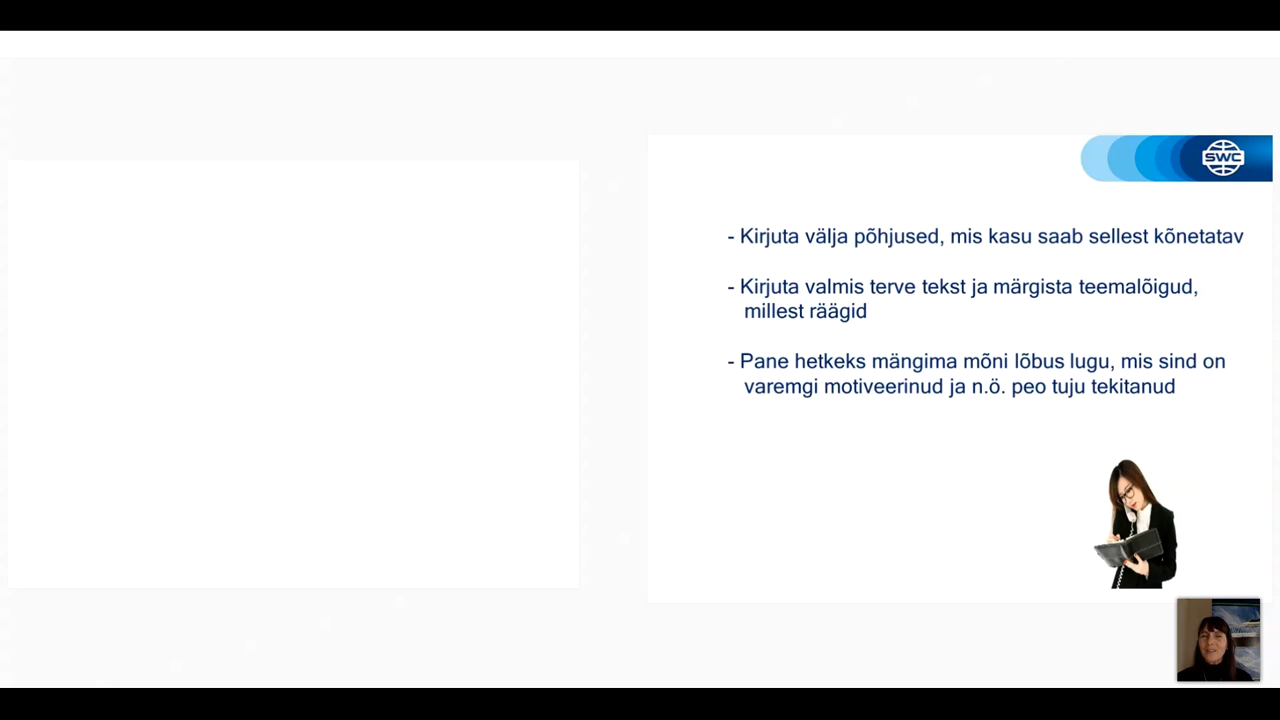 SWC
- Kirjuta välja põhjused, mis kasu saab sellest kõnetatav
- Kirjuta valmis terve tekst ja märgista teemalõigud,
millest räägid
- Pane hetkeks mängima mõni lõbus lugu, mis sind on
varemgi motiveerinud ja n.ö. peo tuju tekitanud